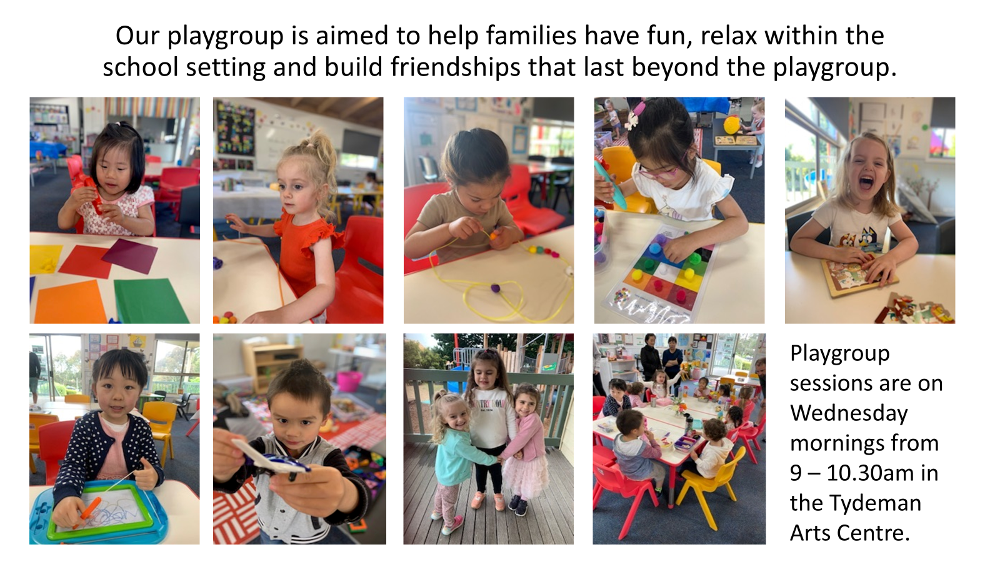 Our playgroup is aimed to help families have fun, relax within the
school setting and build friendships that last beyond the playgroup.
Playgroup
sessions are on
Wednesday
mornings from
9 – 10.30am in
the Tydeman
Arts Centre.